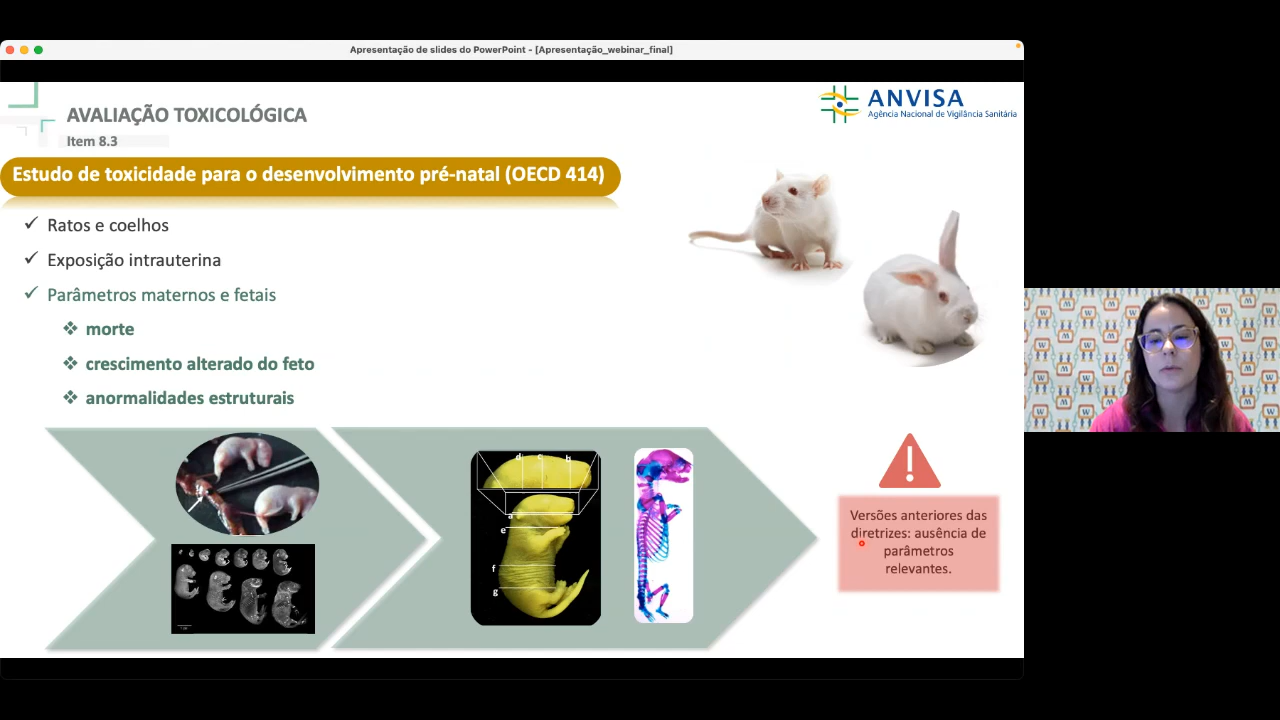 Apresentação de slides do PowerPoint - [Apresentação_webinar_final]
AVALIAÇÃO TOXICOLÓGICA
Item 8.3
ANVISA
Agência Nacional de Vigilância Sanitária
Estudo de toxicidade para o desenvolvimento pré-natal (OECD 414)
✓ Ratos e coelhos
✓ Exposição intrauterina
✓ Parâmetros maternos e fetais
❖ morte
❖ crescimento alterado do feto
❖ anormalidades estruturais
d c b
a
e
f
g
Versões anteriores das
diretrizes: ausência de
parâmetros
relevantes.
W
M